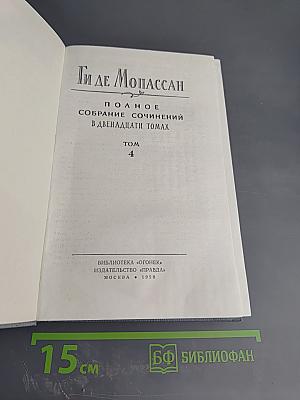 Ги де Мопассан
ПОЛНОЕ
СОБРАНИЕ СОЧИНЕНИЙ
В ДВЕНАДЦАТИ ТОМАХ
ТОМ
4
БИБЛИОТЕКА «ОГОНЕК»
ИЗДАТЕЛЬСТВО «ПРАВДА»
МОСКВА • 1958
15 см
БФ БИБЛИОФАН